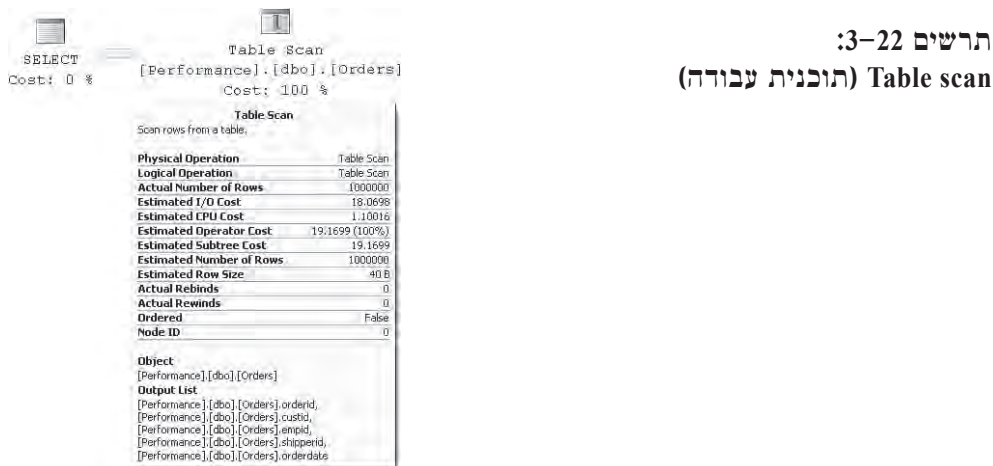 תרשים 3-22:
Table scan (תוכנית עבודה)
SELECT
Cost: 0 %
Table Scan
[Performance].[dbo].[Orders]
Cost: 100 %
Table Scan
Scan rows from a table.
Physical Operation Table Scan
Logical Operation Table Scan
Actual Number of Rows 1000000
Estimated I/O Cost 18.0698
Estimated CPU Cost 1.10016
Estimated Operator Cost 19.1699 (100%)
Estimated Subtree Cost 19.1699
Estimated Number of Rows 1000000
Estimated Row Size 40 B
Actual Rebinds 0
Actual Rewinds 0
Ordered False
Node ID 0
Object
[Performance].[dbo].[Orders]
Output List
[Performance].[dbo].[Orders].orderid,
[Performance].[dbo].[Orders].custid,
[Performance].[dbo].[Orders].empid,
[Performance].[dbo].[Orders].shipperid,
[Performance].[dbo].[Orders].orderdate